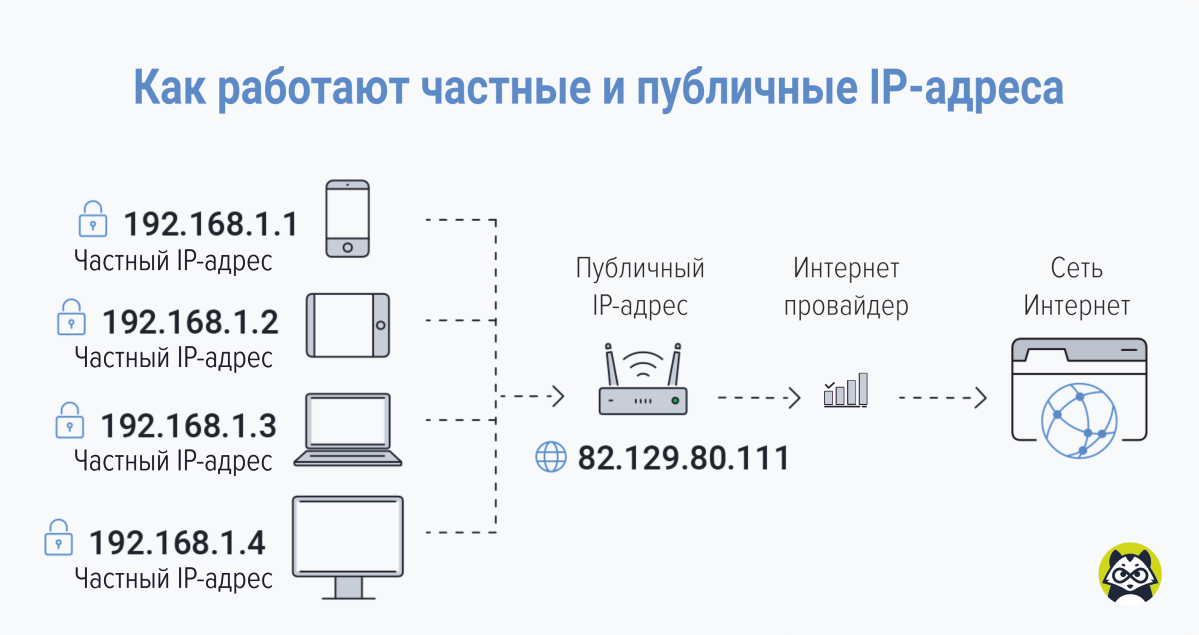 Как работают частные и публичные IP-адреса
192.168.1.1
Частный IP-адрес
192.168.1.2
Частный IP-адрес
192.168.1.3
Частный IP-адрес
192.168.1.4
Частный IP-адрес
Публичный
IP-адрес
82.129.80.111
Интернет
провайдер
Сеть
Интернет